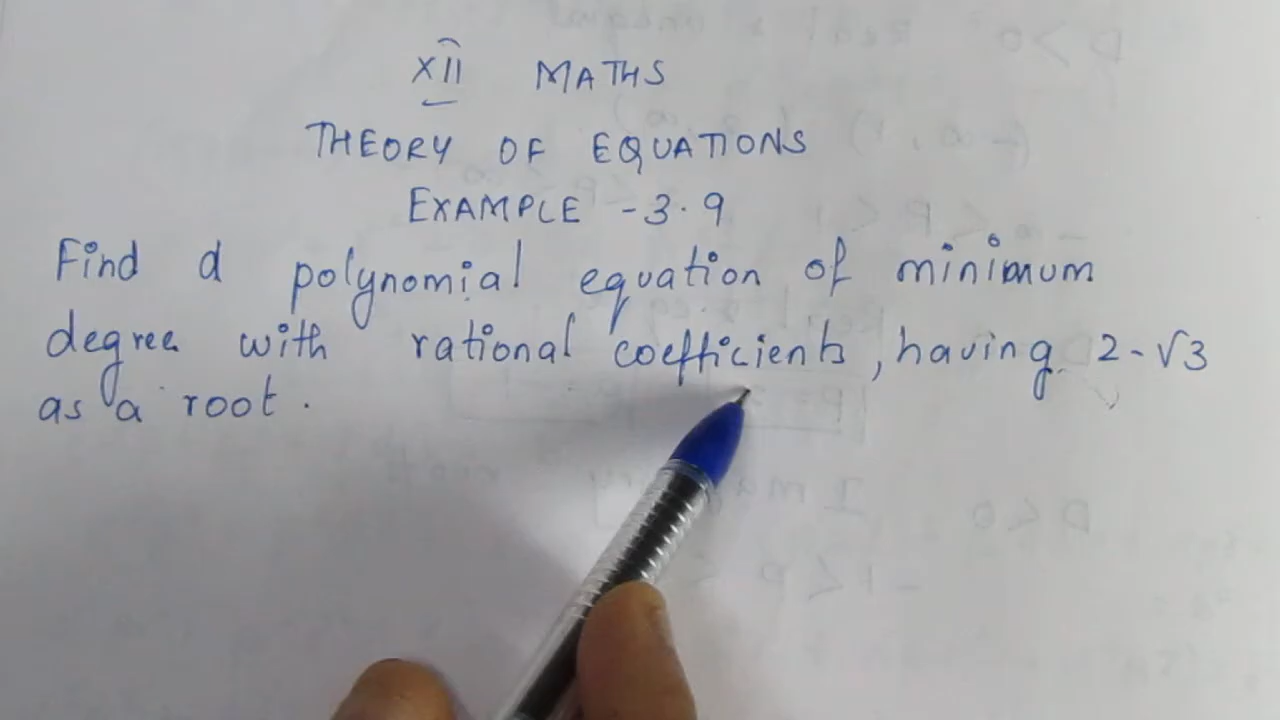 XII MATHS
THEORY OF EQUATIONS
EXAMPLE - 3.9
Find a polynomial equation of minimum
degree with rational coefficients, having 2-√3
as a root.